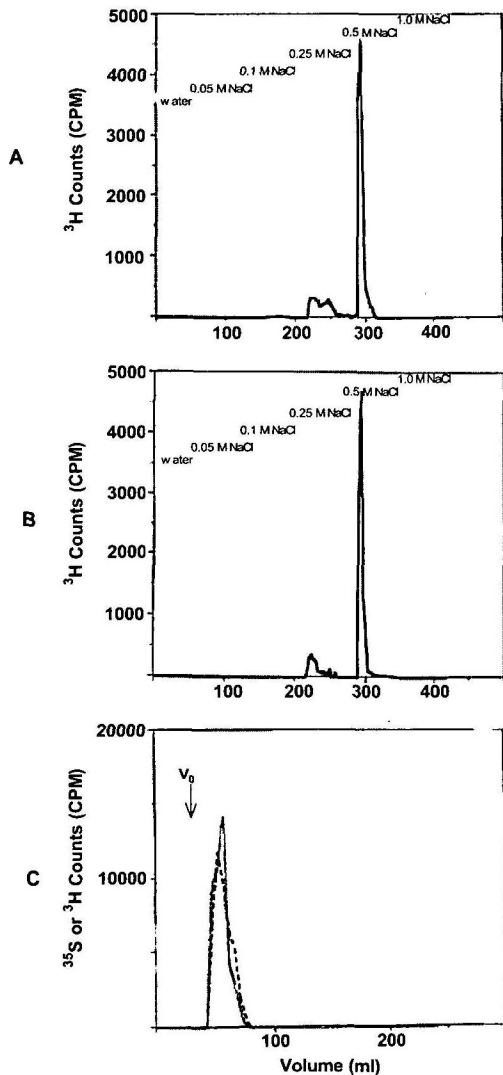 A
³H Counts (CPM)
5000
4000
3000
2000
1000
water
0.05 M NaCl
0.1 M NaCl
0.25 M NaCl
0.5 M NaCl
1.0 M NaCl
100
200
300
400
B
³H Counts (CPM)
5000
4000
3000
2000
1000
water
0.05 M NaCl
0.1 M NaCl
0.25 M NaCl
0.5 M NaCl
1.0 M NaCl
100
200
300
400
C
³⁵S or ³H Counts (CPM)
20000
10000
V₀
100
200
Volume (ml)